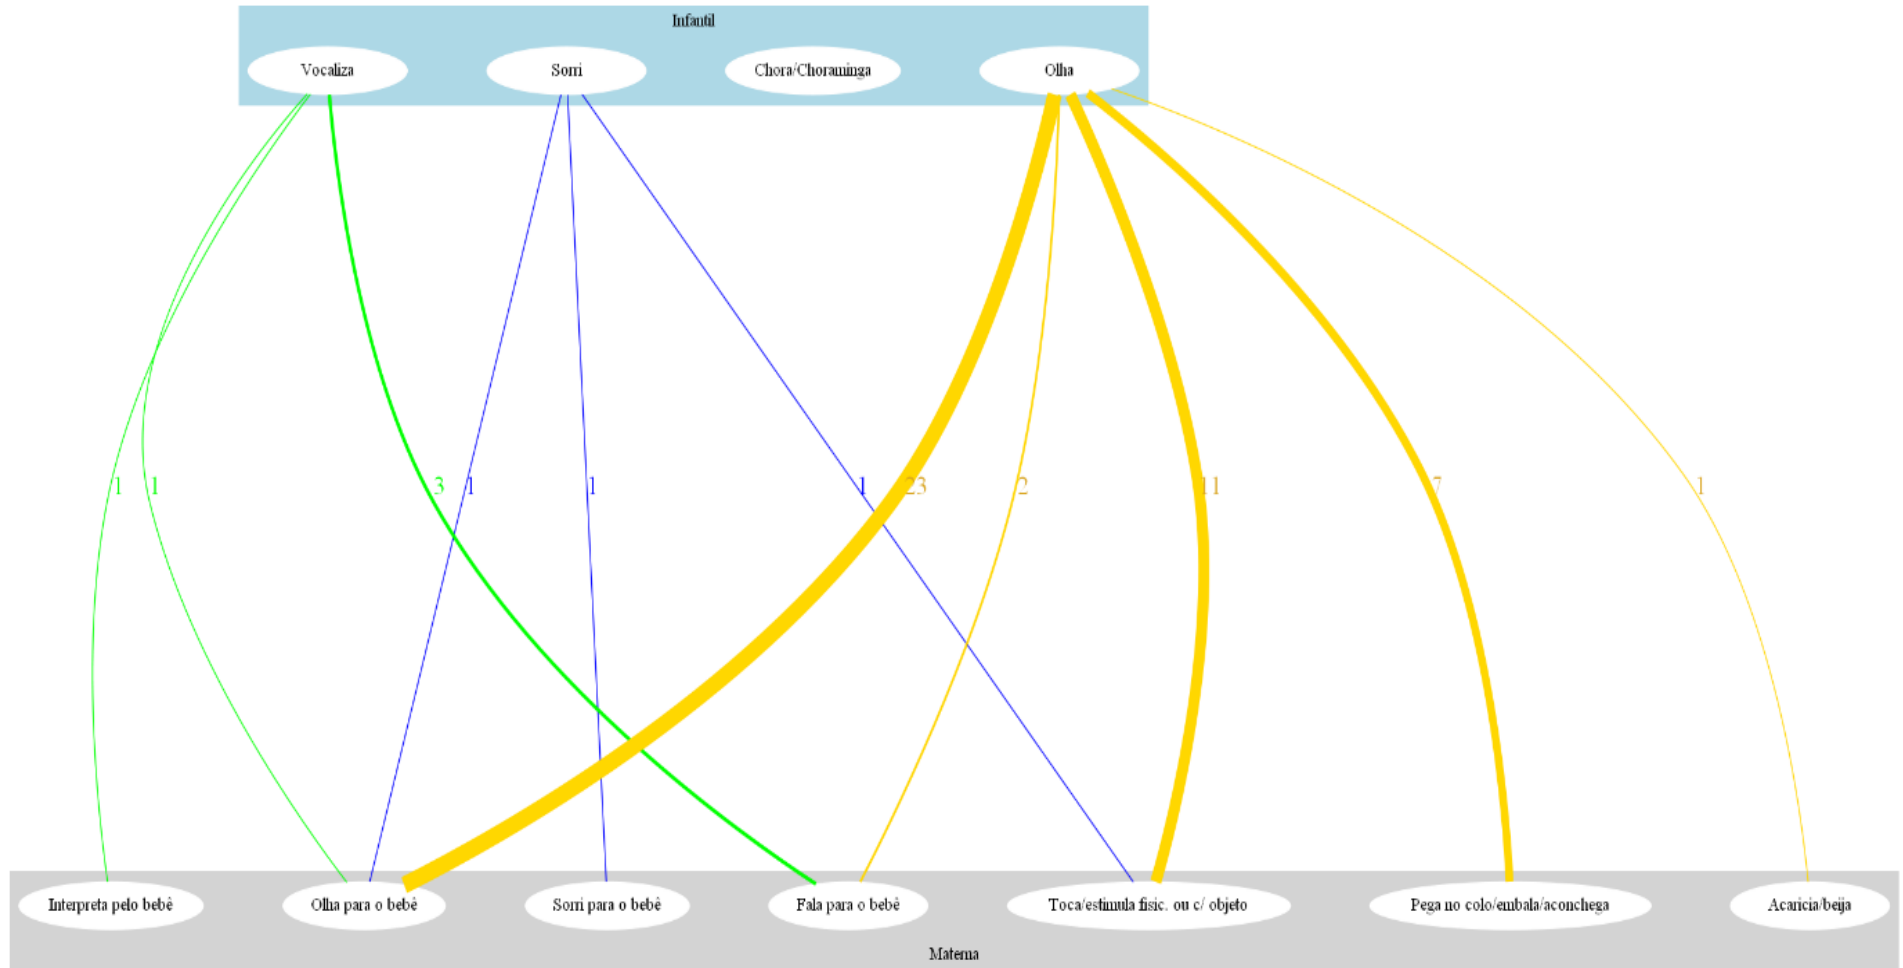 Infantil
Vocaliza
Sorri
Chora/Choraminga
Olha
1
1
3
1
1
1
23
2
11
7
1
Interpreta pelo bebê
Olha para o bebê
Sorri para o bebê
Fala para o bebê
Toca/estimula fisic. ou c/ objeto
Pega no colo/embala/aconchega
Acaricia/beija
Materna